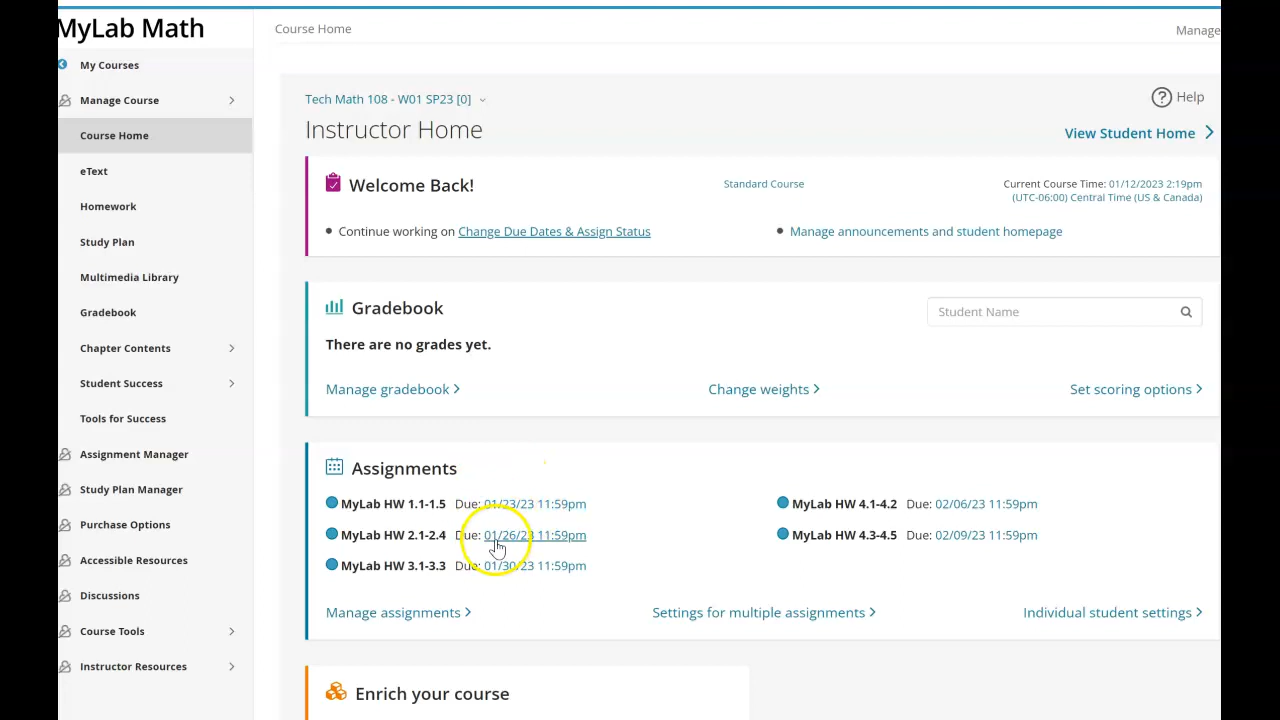 MyLab Math
My Courses
Manage Course
Course Home
eText
Homework
Study Plan
Multimedia Library
Gradebook
Chapter Contents
Student Success
Tools for Success
Assignment Manager
Study Plan Manager
Purchase Options
Accessible Resources
Discussions
Course Tools
Instructor Resources
Course Home
Manage
Tech Math 108 - W01 SP23 [0]
Help
Instructor Home
View Student Home
Welcome Back!
Standard Course
Current Course Time: 01/12/2023 2:19pm
(UTC-06:00) Central Time (US & Canada)
Continue working on Change Due Dates & Assign Status
Manage announcements and student homepage
Gradebook
Student Name
There are no grades yet.
Manage gradebook
Change weights
Set scoring options
Assignments
MyLab HW 1.1-1.5 Due: 01/23/23 11:59pm
MyLab HW 2.1-2.4 Due: 01/26/23 11:59pm
MyLab HW 3.1-3.3 Due: 01/30/23 11:59pm
MyLab HW 4.1-4.2 Due: 02/06/23 11:59pm
MyLab HW 4.3-4.5 Due: 02/09/23 11:59pm
Manage assignments
Settings for multiple assignments
Individual student settings
Enrich your course